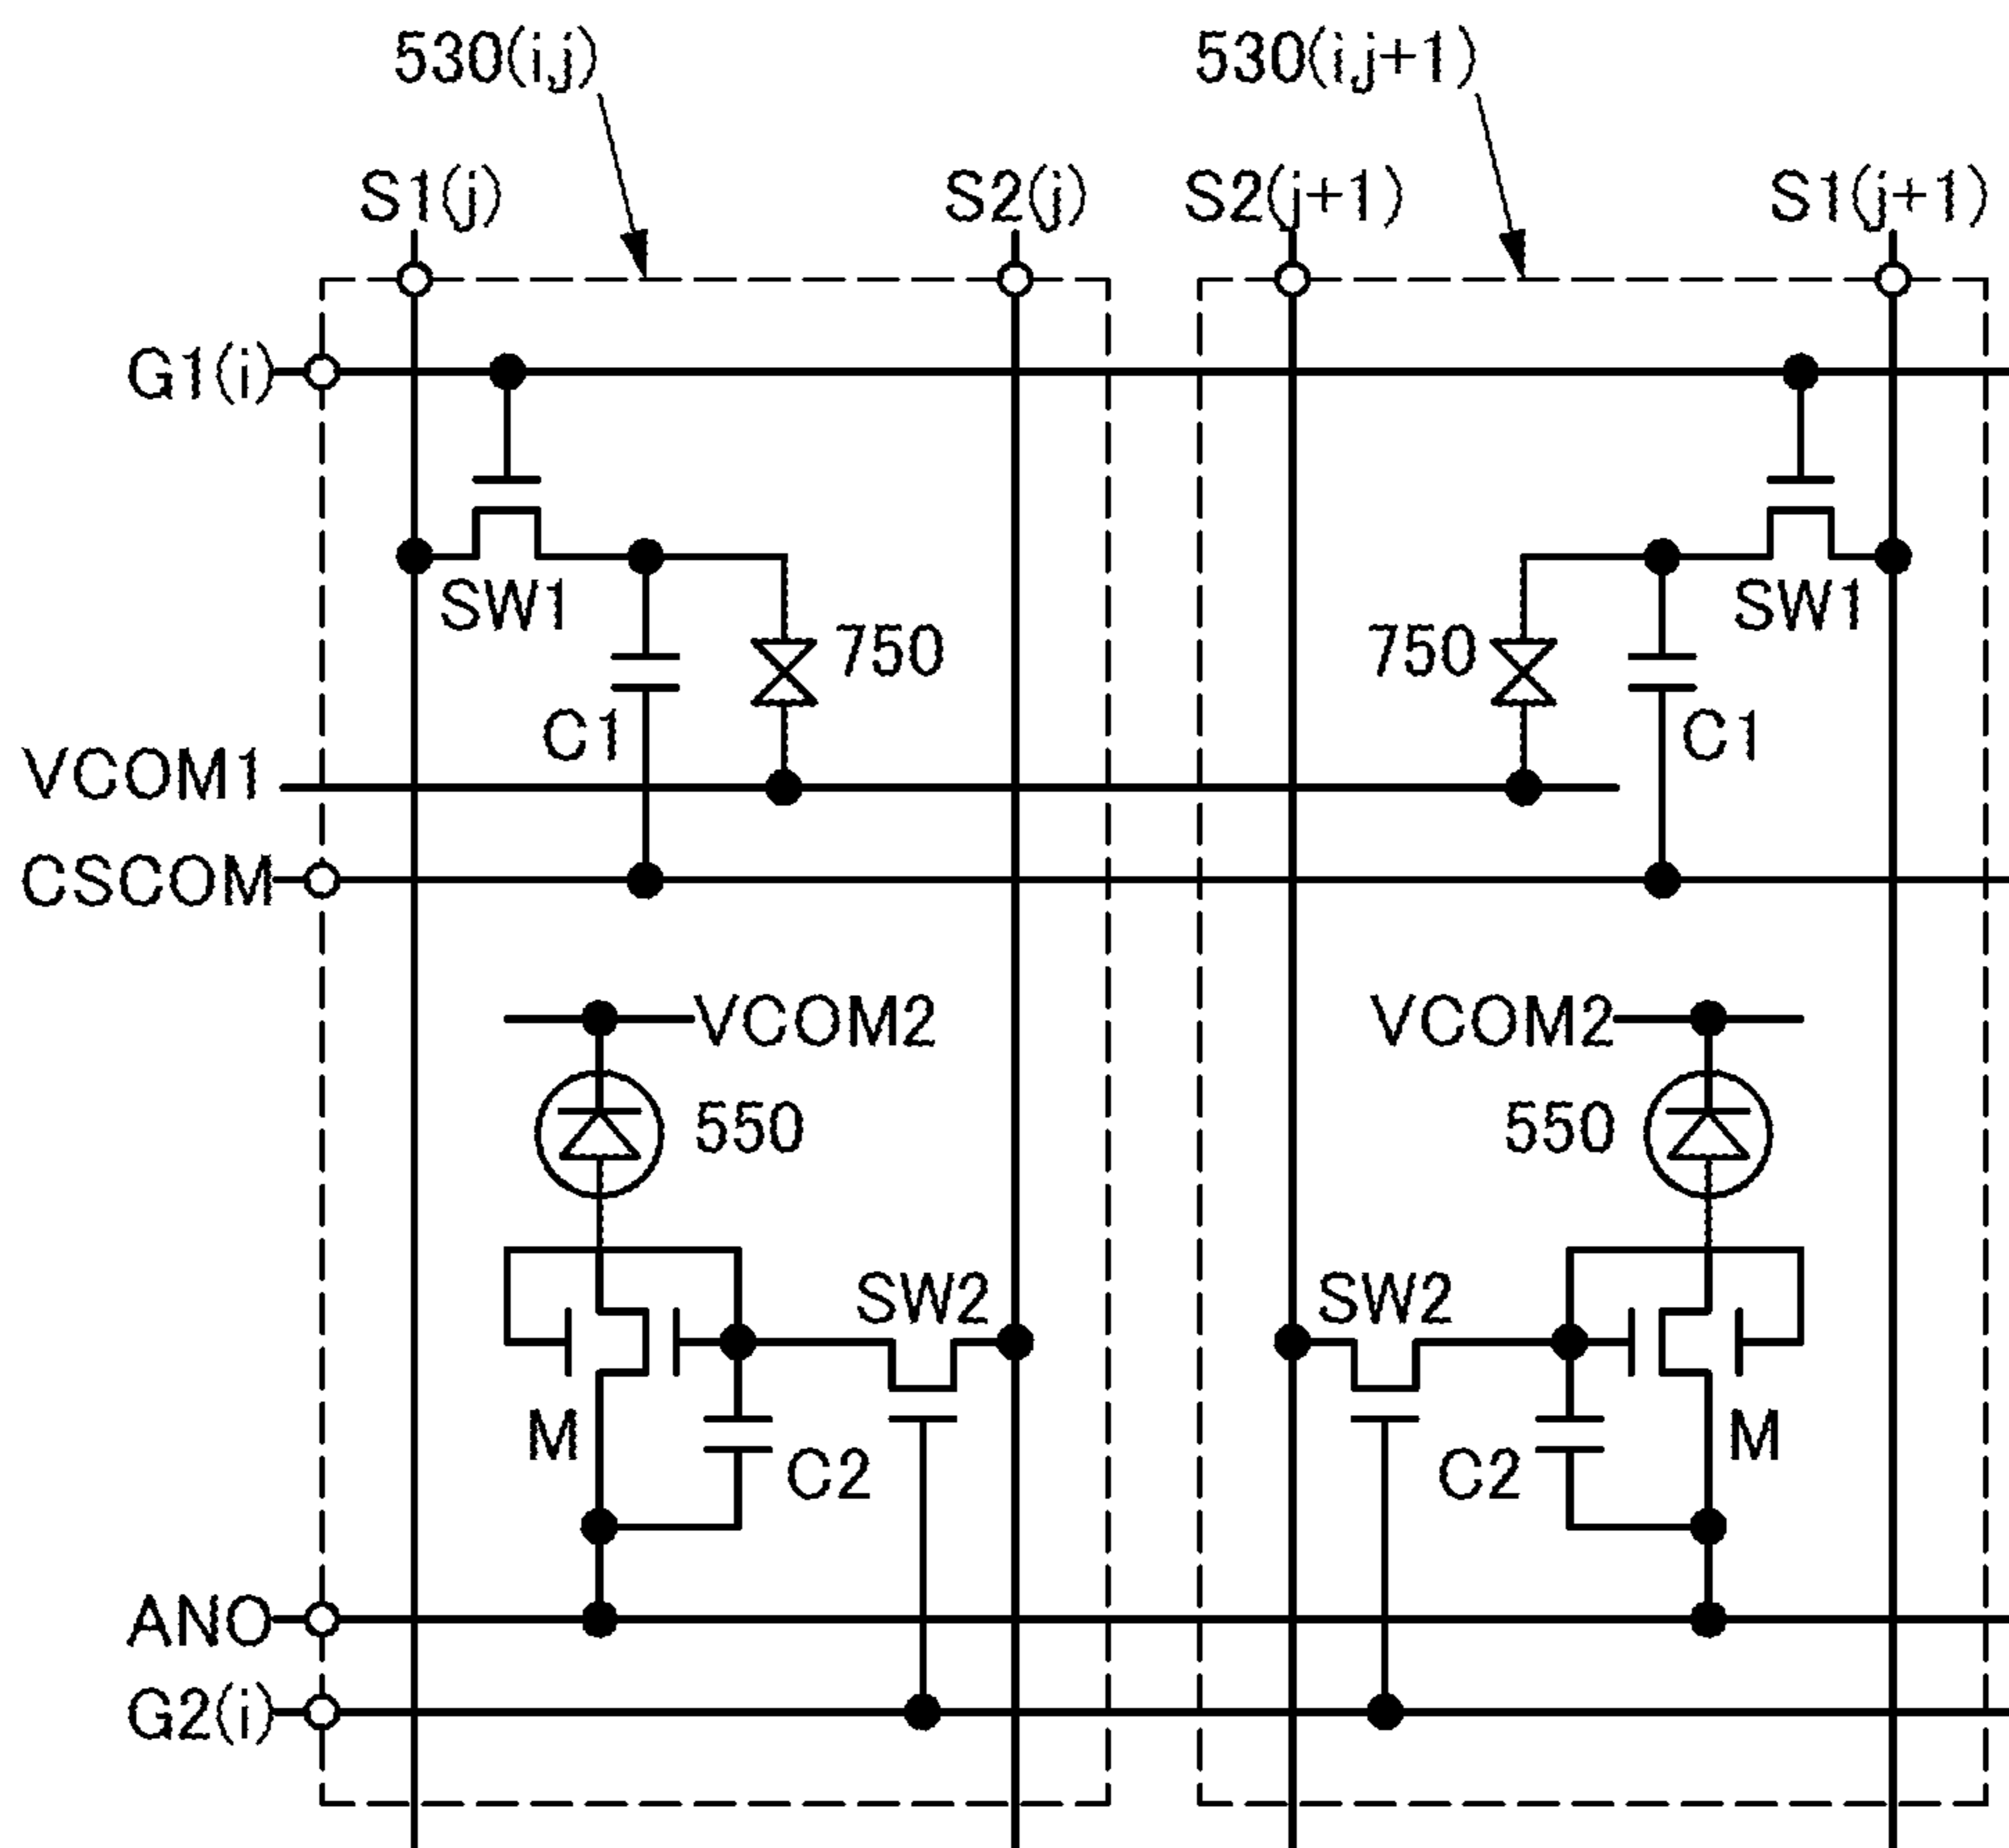 530(i,j) 530(i,j+1)
S1(j) S2(j) S2(j+1) S1(j+1)
G1(i)
SW1 SW1
750 750
C1 C1
VCOM1
CSCOM
VCOM2 VCOM2
550 550
SW2 SW2
M M
C2 C2
ANO
G2(i)